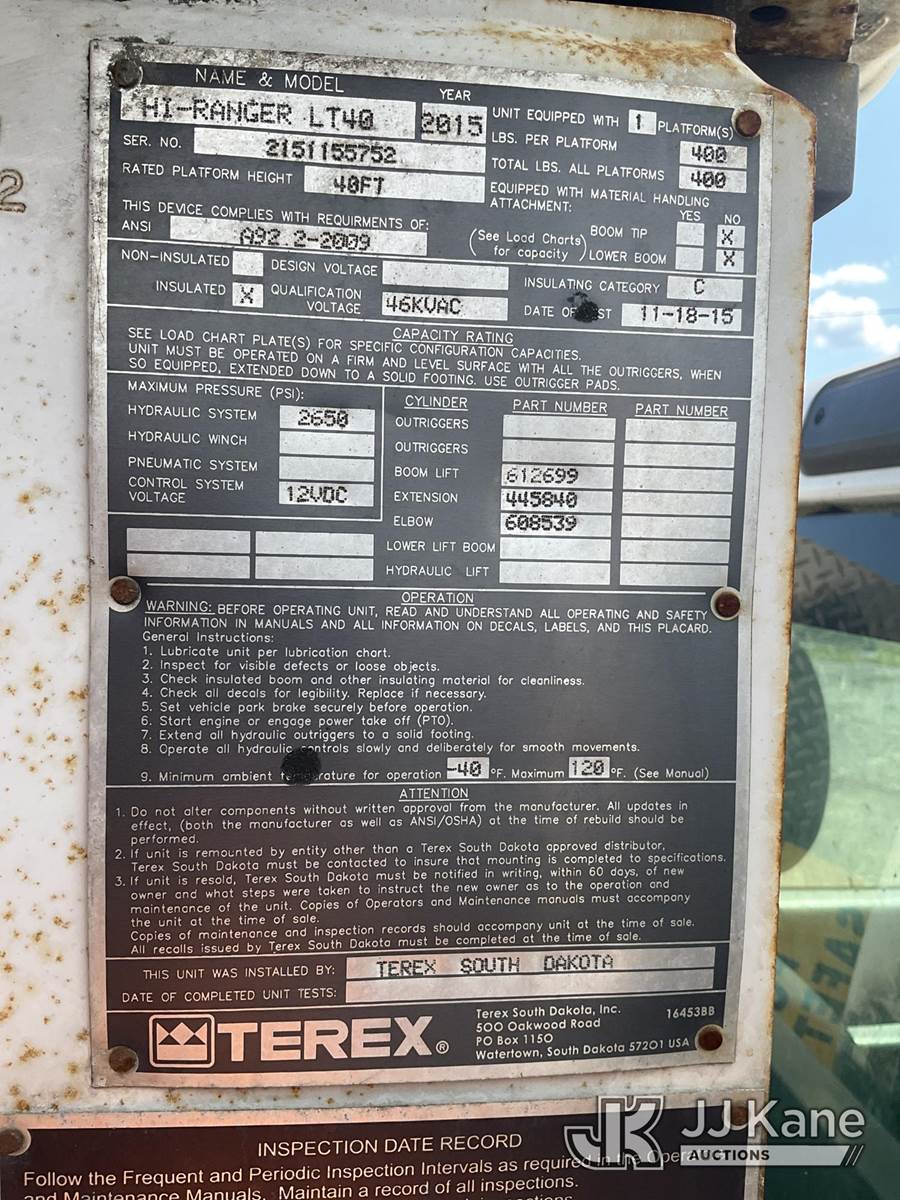 2
NAME & MODEL YEAR
HI-RANGER LT40 2015
UNIT EQUIPPED WITH 1 PLATFORM(S)
SER. NO. 2151155752
LBS. PER PLATFORM 400
TOTAL LBS. ALL PLATFORMS 400
RATED PLATFORM HEIGHT 40FT
EQUIPPED WITH MATERIAL HANDLING
ATTACHMENT: YES NO
THIS DEVICE COMPLIES WITH REQUIRMENTS OF:
ANSI A92 2-2009
(See Load Charts BOOM TIP X
for capacity) LOWER BOOM X
NON-INSULATED DESIGN VOLTAGE
INSULATING CATEGORY C
INSULATED X QUALIFICATION
VOLTAGE 46KVAC
DATE OF ST 11-18-15
CAPACITY RATING
SEE LOAD CHART PLATE(S) FOR SPECIFIC CONFIGURATION CAPACITIES.
UNIT MUST BE OPERATED ON A FIRM AND LEVEL SURFACE WITH ALL THE OUTRIGGERS, WHEN
SO EQUIPPED, EXTENDED DOWN TO A SOLID FOOTING. USE OUTRIGGER PADS.
MAXIMUM PRESSURE (PSI):
HYDRAULIC SYSTEM 2650
HYDRAULIC WINCH
PNEUMATIC SYSTEM
CONTROL SYSTEM
VOLTAGE 12VDC
CYLINDER PART NUMBER PART NUMBER
OUTRIGGERS
OUTRIGGERS
BOOM LIFT 612699
EXTENSION 445840
ELBOW 608539
LOWER LIFT BOOM
HYDRAULIC LIFT
OPERATION
WARNING: BEFORE OPERATING UNIT, READ AND UNDERSTAND ALL OPERATING AND SAFETY
INFORMATION IN MANUALS AND ALL INFORMATION ON DECALS, LABELS, AND THIS PLACARD.
General Instructions:
1. Lubricate unit per lubrication chart.
2. Inspect for visible defects or loose objects.
3. Check insulated boom and other insulating material for cleanliness.
4. Check all decals for legibility. Replace if necessary.
5. Set vehicle park brake securely before operation.
6. Start engine or engage power take off (PTO).
7. Extend all hydraulic outriggers to a solid footing.
8. Operate all hydraulic controls slowly and deliberately for smooth movements.
9. Minimum ambient temperature for operation -40 °F. Maximum 120 °F. (See Manual)
ATTENTION
1. Do not alter components without written approval from the manufacturer. All updates in
effect, (both the manufacturer as well as ANSI/OSHA) at the time of rebuild should be
performed.
2. If unit is remounted by entity other than a Terex South Dakota approved distributor,
Terex South Dakota must be contacted to insure that mounting is completed to specifications.
3. If unit is resold, Terex South Dakota must be notified in writing, within 60 days, of new
owner and what steps were taken to instruct the new owner as to the operation and
maintenance of the unit. Copies of Operators and Maintenance manuals must accompany
the unit at the time of sale.
Copies of maintenance and inspection records should accompany unit at the time of sale.
All recalls issued by Terex South Dakota must be completed at the time of sale.
THIS UNIT WAS INSTALLED BY: TEREX SOUTH DAKOTA
DATE OF COMPLETED UNIT TESTS:
TEREX®
Terex South Dakota, Inc. 16453BB
500 Oakwood Road
PO Box 1150
Watertown, South Dakota 57201 USA
INSPECTION DATE RECORD
Follow the Frequent and Periodic Inspection Intervals as required in the Opera
and Maintenance Manuals. Maintain a record of all inspections.
JK JJ Kane
AUCTIONS